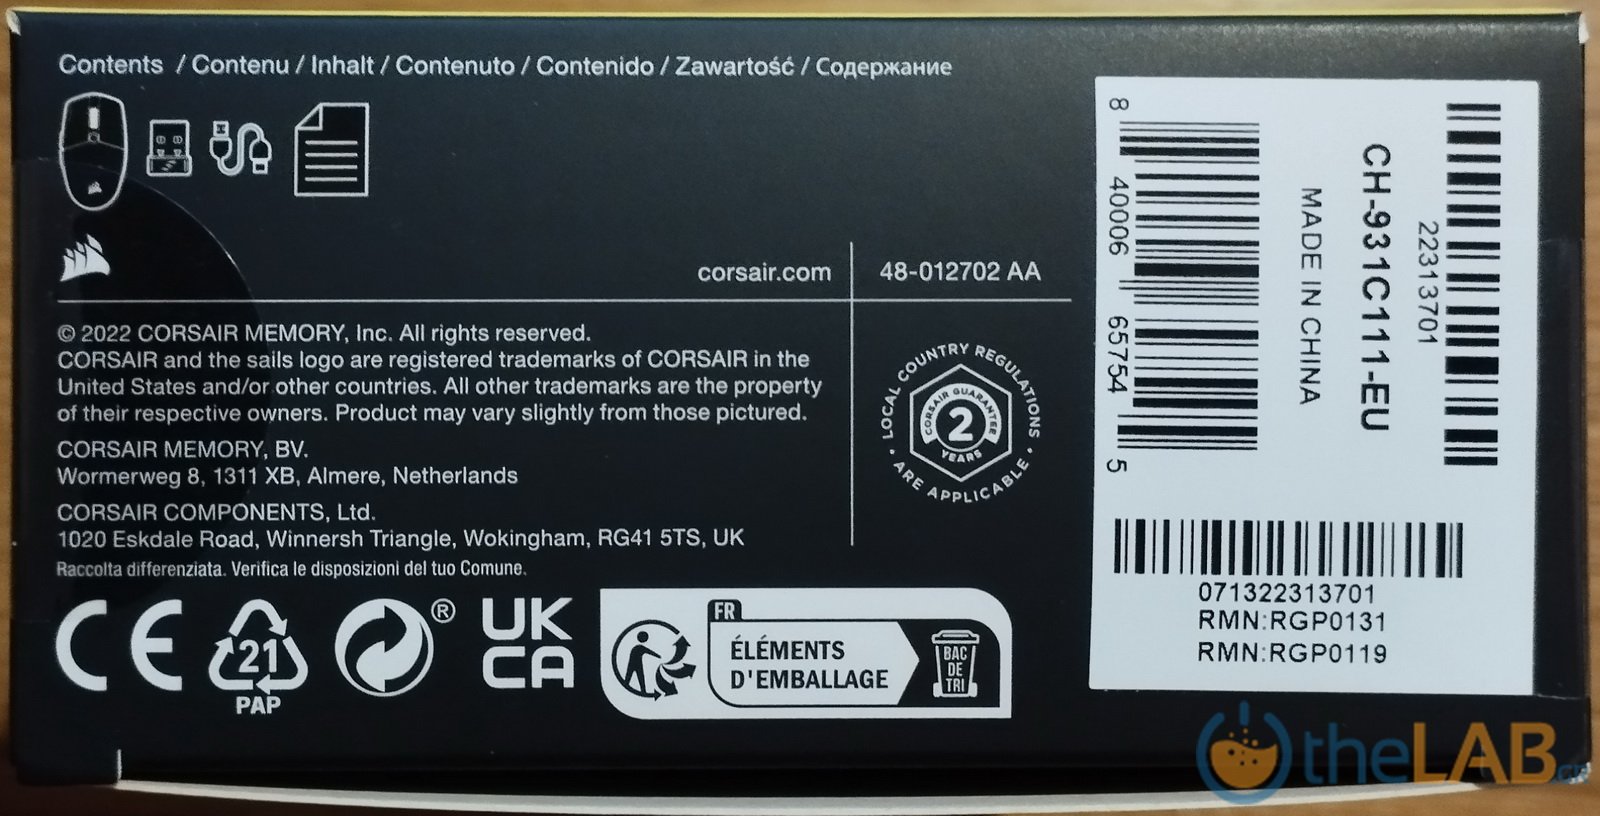 Contents / Contenu / Inhalt / Contenuto / Contenido / Zawartość / Содержание
corsair.com
48-012702 AA
© 2022 CORSAIR MEMORY, Inc. All rights reserved.
CORSAIR and the sails logo are registered trademarks of CORSAIR in the
United States and/or other countries. All other trademarks are the property
of their respective owners. Product may vary slightly from those pictured.
CORSAIR MEMORY, BV.
Wormerweg 8, 1311 XB, Almere, Netherlands
CORSAIR COMPONENTS, Ltd.
1020 Eskdale Road, Winnersh Triangle, Wokingham, RG41 5TS, UK
Raccolta differenziata. Verifica le disposizioni del tuo Comune.
LOCAL COUNTRY REGULATIONS
• ARE APPLICABLE •
CORSAIR GUARANTEE
2
YEARS
CE
21
PAP
®
UK
CA
FR
ÉLÉMENTS
D'EMBALLAGE
BAC
DE
TRI
22313701
CH-931C111-EU
MADE IN CHINA
8 40006 65754 5
071322313701
RMN:RGP0131
RMN:RGP0119
theLAB.GR